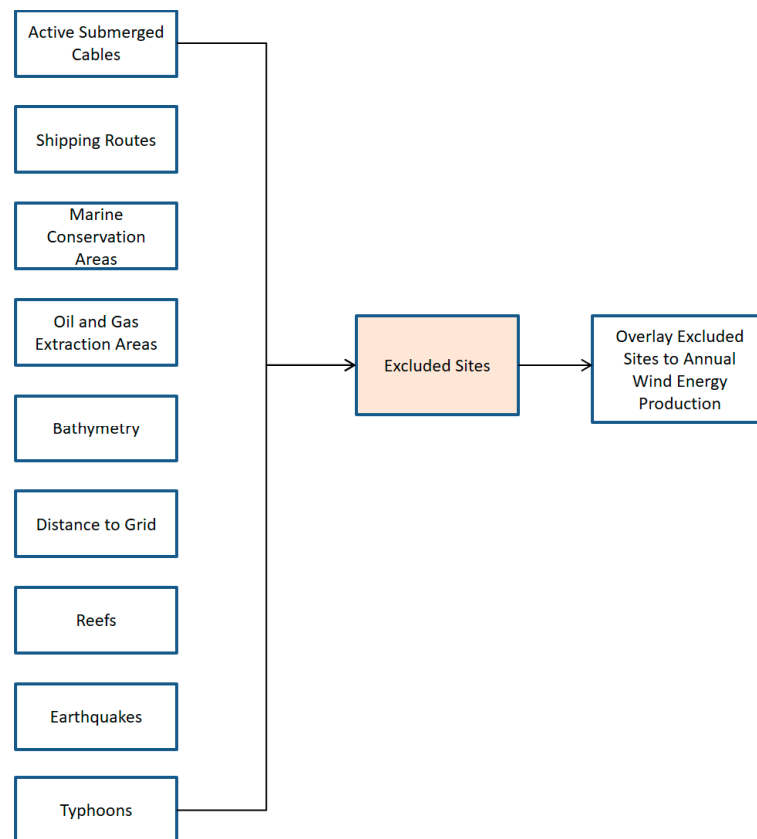 Active Submerged
Cables
Shipping Routes
Marine
Conservation
Areas
Oil and Gas
Extraction Areas
Bathymetry
Distance to Grid
Reefs
Earthquakes
Typhoons
Excluded Sites
Overlay Excluded
Sites to Annual
Wind Energy
Production